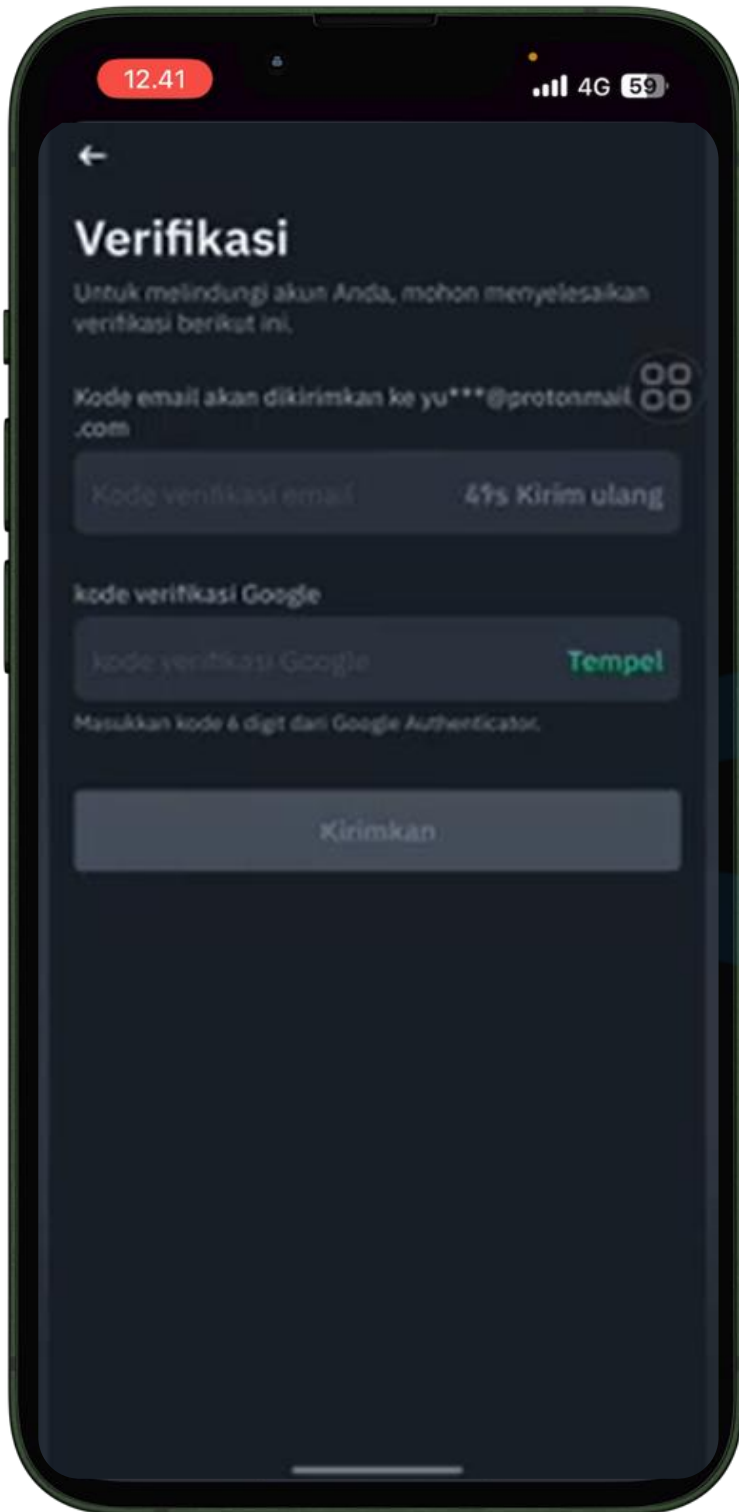 12.41
4G 59
Verifikasi
Untuk melindungi akun Anda, mohon menyelesaikan
verifikasi berikut ini.
Kode email akan dikirimkan ke yu***@protonmail
.com
Kode verifikasi email 49s Kirim ulang
kode verifikasi Google
kode verifikasi Google Tempel
Masukkan kode 6 digit dari Google Authenticator.
Kirimkan